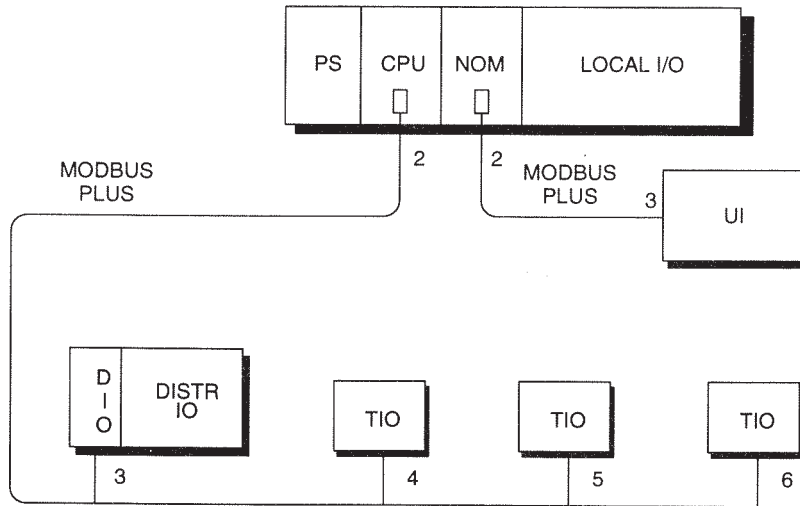 PS
CPU
NOM
LOCAL I/O
2
2
MODBUS
PLUS
MODBUS
PLUS
3
UI
D
I
O
DISTR
IO
TIO
TIO
TIO
3
4
5
6